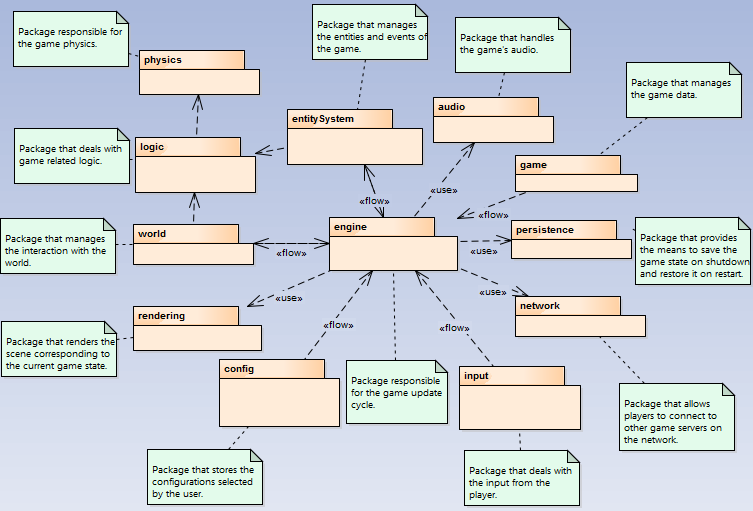 Package responsible for
the game physics.
physics
Package that manages
the entities and events of
the game.
Package that handles
the game's audio.
Package that manages
the game data.
entitySystem
audio
logic
Package that deals with
game related logic.
game
«use»
«flow»
«flow»
world
Package that manages
the interaction with the
world.
engine
persistence
Package that provides
the means to save the
game state on shutdown
and restore it on restart.
«flow»
«use»
«use»
«use»
rendering
network
Package that renders the
scene corresponding to
the current game state.
«flow»
«flow»
config
Package responsible
for the game update
cycle.
input
Package that allows
players to connect to
other game servers on
the network.
Package that stores the
configurations selected
by the user.
Package that deals with
the input from the
player.